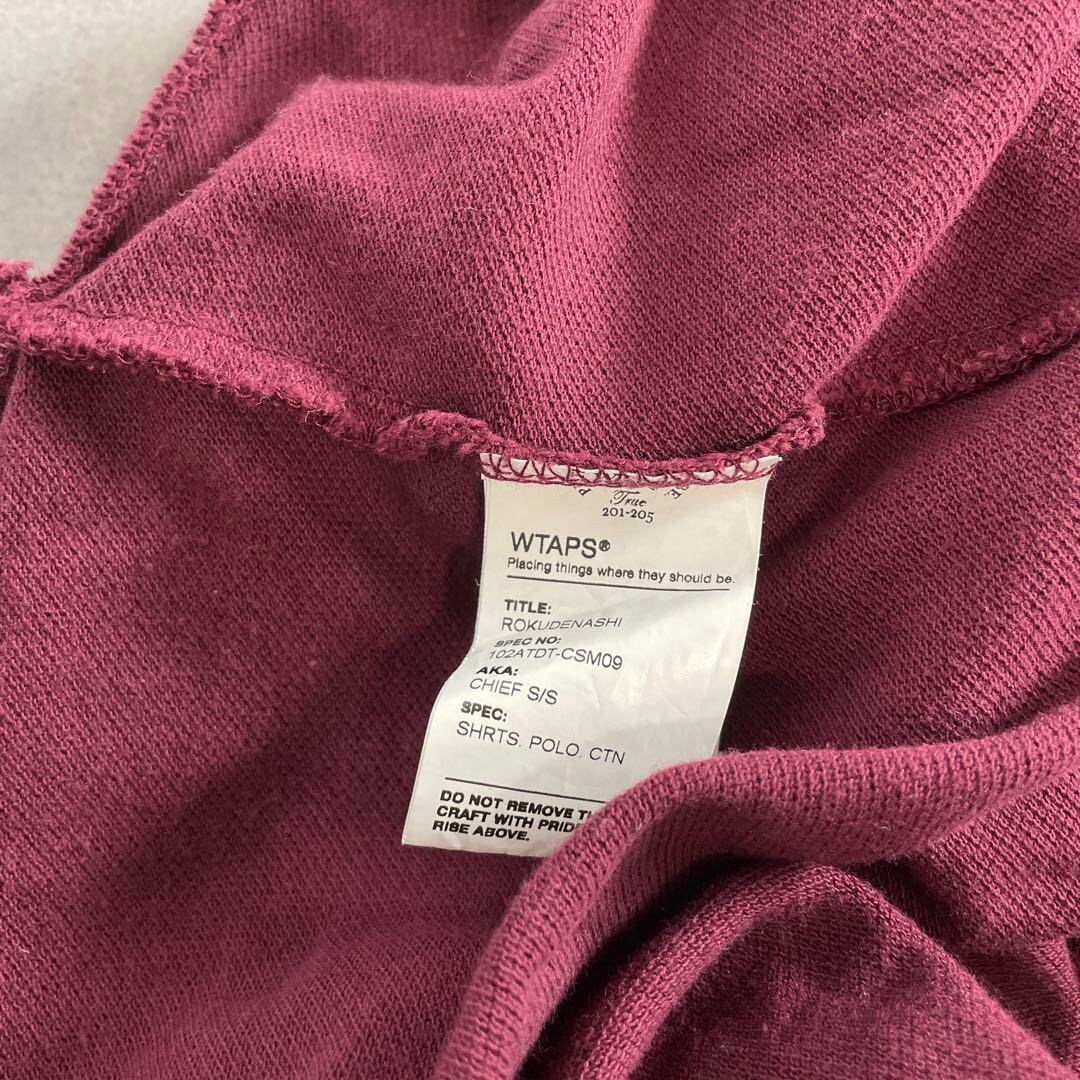 True
201-205
WTAPS®
Placing things where they should be.
TITLE:
ROKUDENASHI
SPEC NO:
102ATDT-CSM09
AKA:
CHIEF S/S
SPEC:
SHRTS. POLO. CTN
DO NOT REMOVE
CRAFT WITH PRIDE
RISE ABOVE.